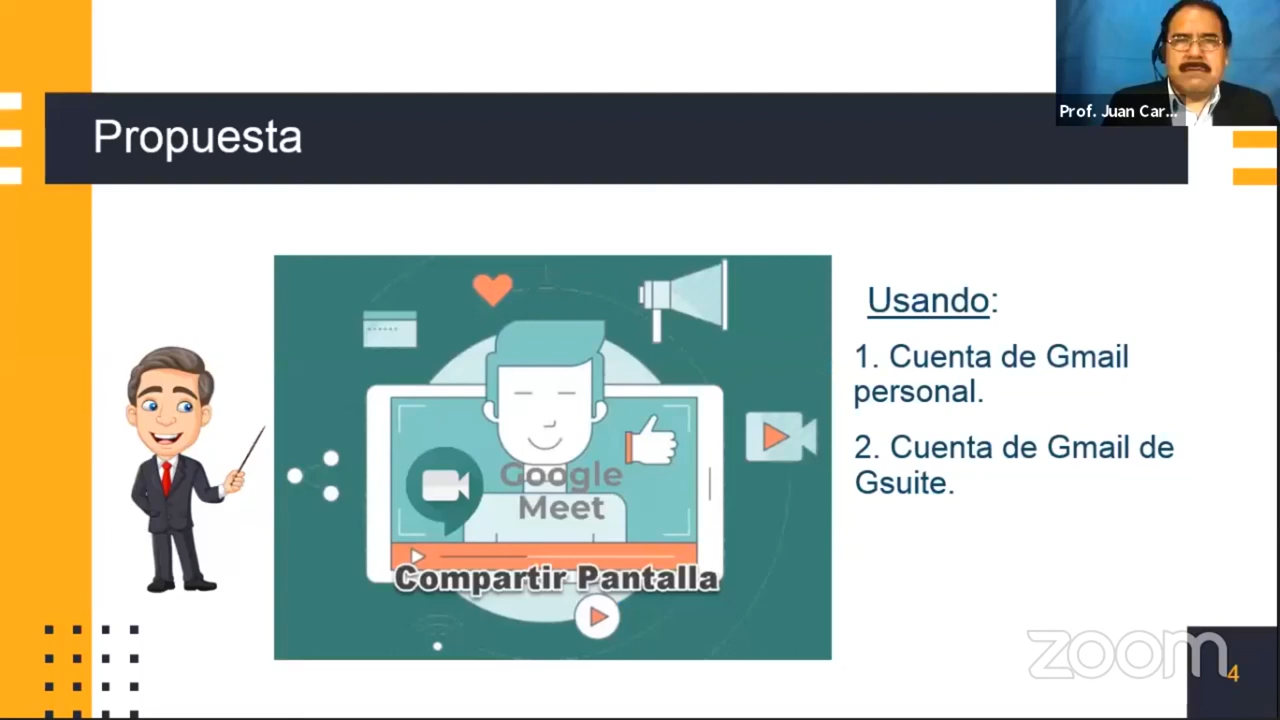 Prof. Juan Car...
Propuesta
Usando:
1. Cuenta de Gmail
personal.
2. Cuenta de Gmail de
Gsuite.
Google
Meet
Compartir Pantalla
zoom
4